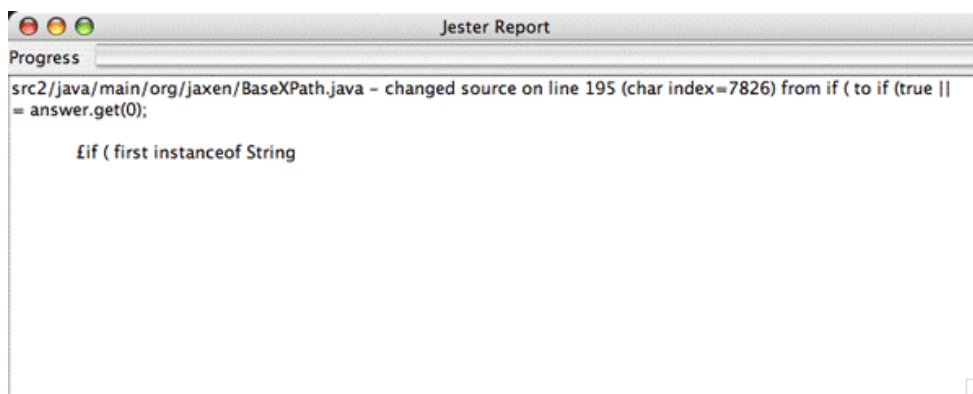 Jester Report
Progress
src2/java/main/org/jaxen/BaseXPath.java – changed source on line 195 (char index=7826) from if ( to if (true ||
= answer.get(0);
£if ( first instanceof String